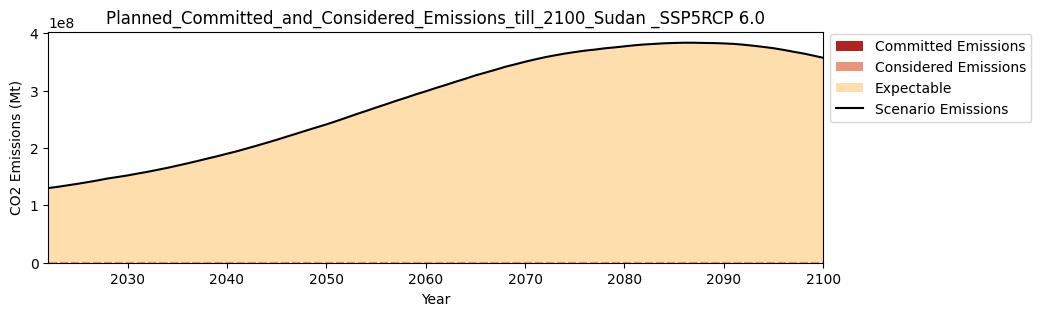 Planned_Committed_and_Considered_Emissions_till_2100_Sudan _SSP5RCP 6.0
1e8
4
3
2
1
0
CO2 Emissions (Mt)
2030 2040 2050 2060 2070 2080 2090 2100
Year
Committed Emissions
Considered Emissions
Expectable
Scenario Emissions